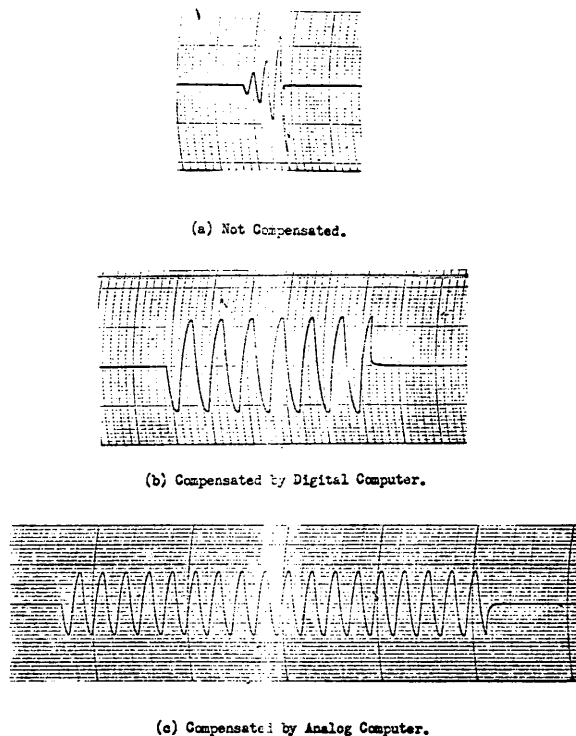 (a) Not Compensated.
(b) Compensated by Digital Computer.
(c) Compensated by Analog Computer.